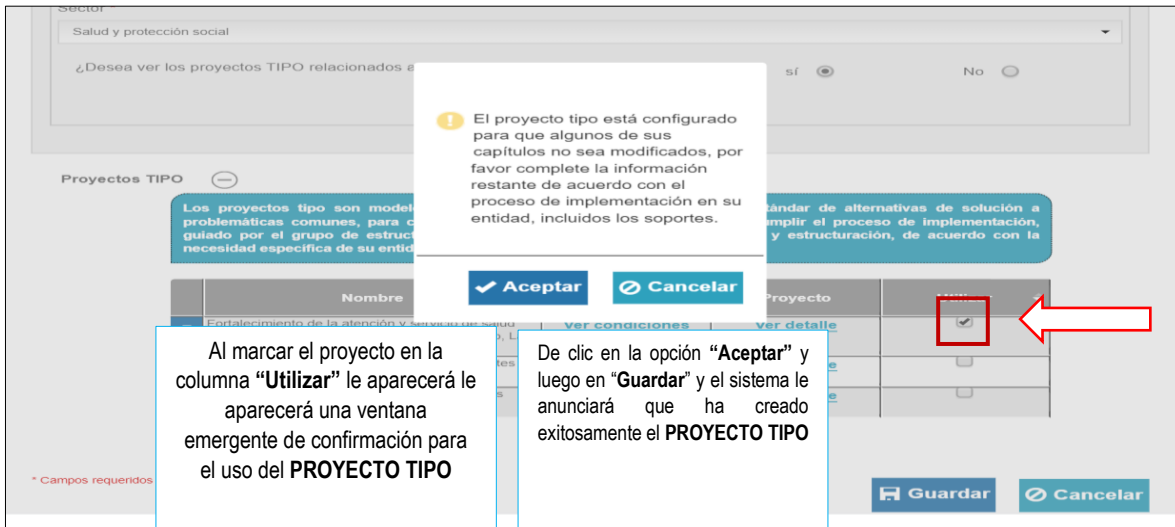 Sector *
Salud y protección social
¿Desea ver los proyectos TIPO relacionados a
sí
No
El proyecto tipo está configurado
para que algunos de sus
capítulos no sea modificados, por
favor complete la información
restante de acuerdo con el
proceso de implementación en su
entidad, incluidos los soportes.
Aceptar
Cancelar
Proyectos TIPO
Los proyectos tipo son model tándar de alternativas de solución a
problemáticas comunes, para c mplir el proceso de implementación,
guiado por el grupo de estruct y estructuración, de acuerdo con la
necesidad especifica de su entid
Nombre Proyecto
Fortalecimiento de la atención y servicio de salud Ver condiciones Ver detalle
Al marcar el proyecto en la
columna “Utilizar” le aparecerá le
aparecerá una ventana
emergente de confirmación para
el uso del PROYECTO TIPO
De clic en la opción “Aceptar” y
luego en “Guardar” y el sistema le
anunciará que ha creado
exitosamente el PROYECTO TIPO
* Campos requeridos
Guardar
Cancelar